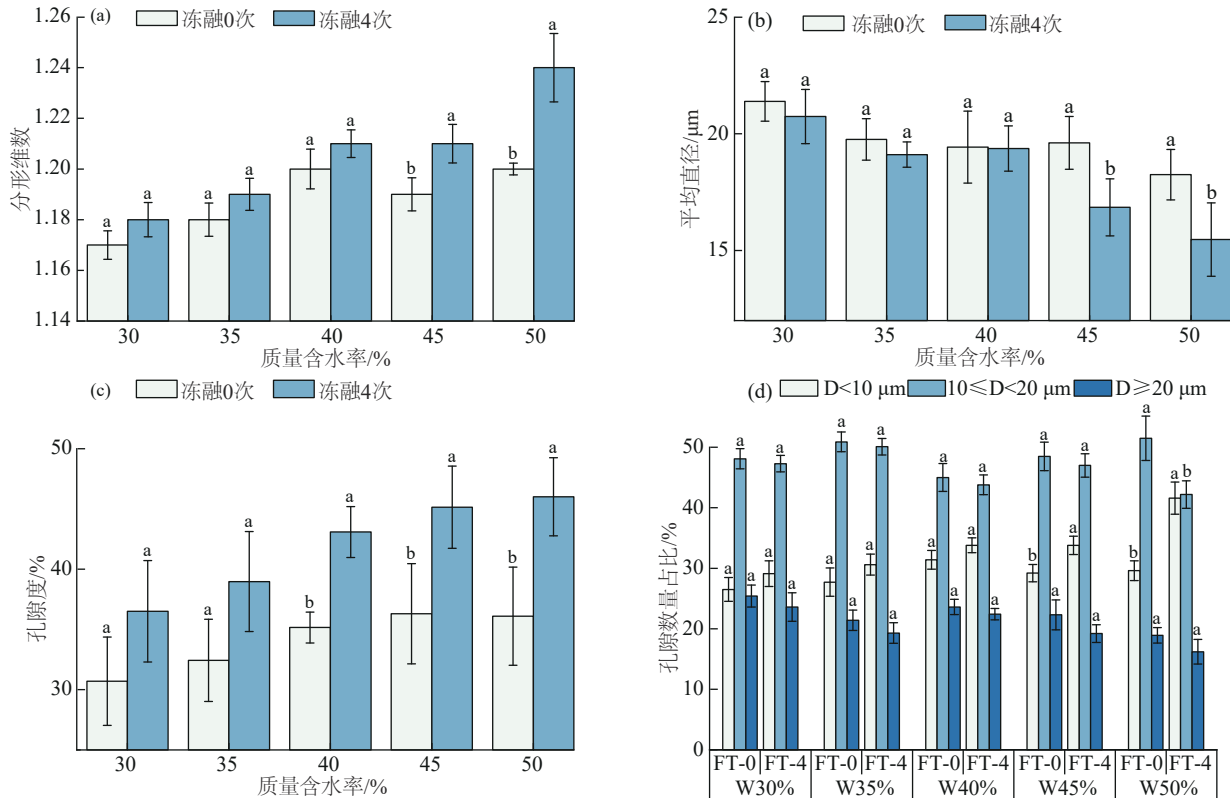 (a) 冻融0次 冻融4次
1.26
1.24
1.22
1.20
1.18
1.16
1.14
分形维数
a a a a a a b a b a
30 35 40 45 50
质量含水率/%
(b) 冻融0次 冻融4次
25
20
15
平均直径/μm
a a a a a a a b a b
30 35 40 45 50
质量含水率/%
(c) 冻融0次 冻融4次
50
40
30
孔隙度/%
a a a a b a b a b a
30 35 40 45 50
质量含水率/%
(d) D<10 μm 10≤D<20 μm D≥20 μm
50
40
30
20
10
0
孔隙数量占比/%
a a a a a a a a a a a a a a a a a a b a a a a a b a a a b a
FT-0 FT-4 FT-0 FT-4 FT-0 FT-4 FT-0 FT-4 FT-0 FT-4
W30% W35% W40% W45% W50%